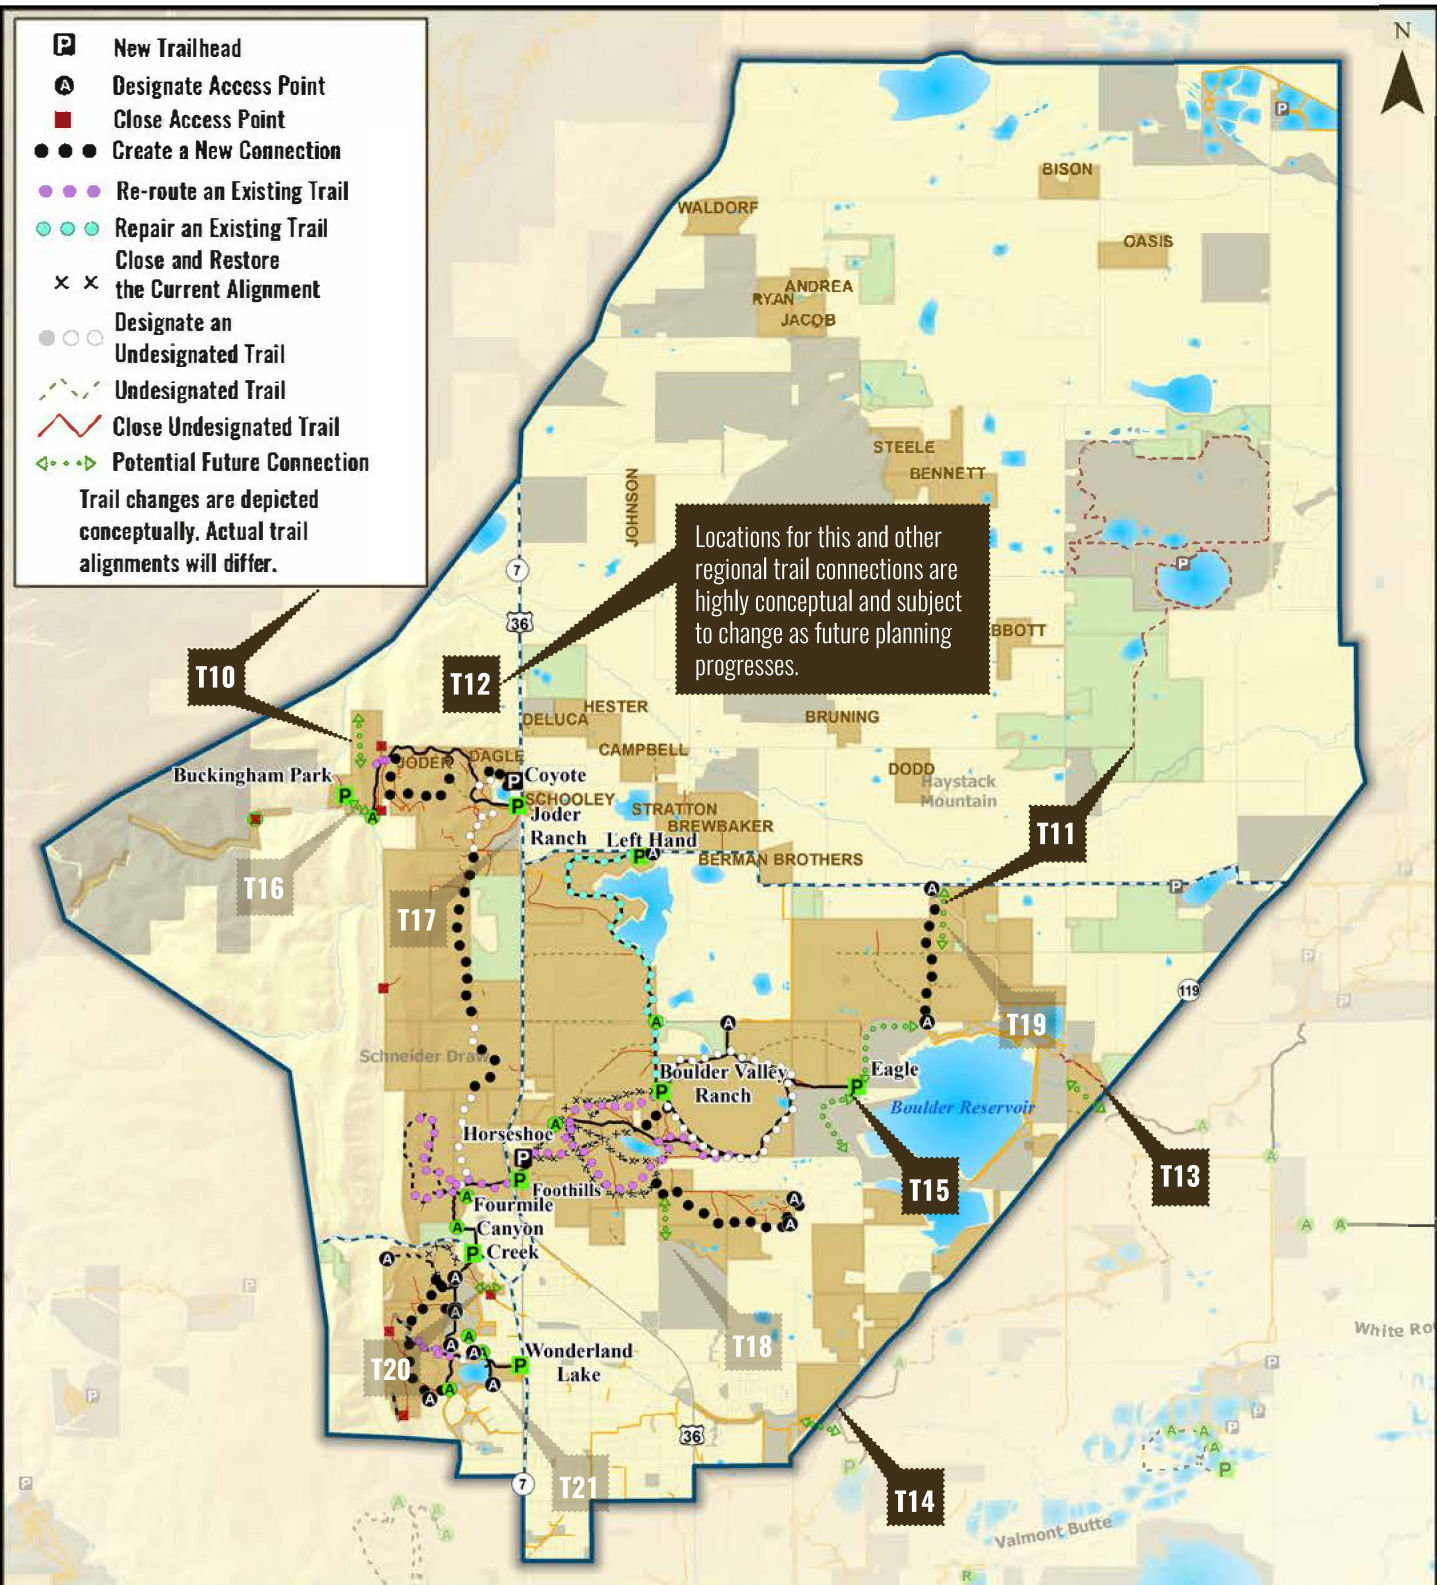 P New Trailhead
A Designate Access Point
Close Access Point
Create a New Connection
Re-route an Existing Trail
Repair an Existing Trail
Close and Restore
the Current Alignment
Designate an
Undesignated Trail
Undesignated Trail
Close Undesignated Trail
Potential Future Connection
Trail changes are depicted
conceptually. Actual trail
alignments will differ.
N
P
BISON
WALDORF
OASIS
ANDREA
RYAN
JACOB
STEELE
BENNETT
JOHNSON
Locations for this and other
regional trail connections are
highly conceptual and subject
to change as future planning
progresses.
7
36
P
BBOTT
T10
T12
HESTER
DELUCA
BRUNING
CAMPBELL
DAGLE
JODER
DODD
Buckingham Park
P
P Coyote
Haystack
Mountain
P SCHOOLEY
STRATTON
Joder
BREWBAKER
A
Ranch
Left Hand
T11
P A
BERMAN BROTHERS
T16
A
P
T17
119
A
A
A
T19
Schneider Draw
Eagle
Boulder Valley
Ranch
P
P
Boulder Reservoir
A
Horseshoe
P
T13
P
Foothills
T15
A
Fourmile
A
A
A
Canyon
P Creek
A
A
A
A
White Ro
T18
A
A
A
A
P Wonderland
Lake
T20
A
A
A
36
T21
7
T14
Valmont Butte
P
P
P
R